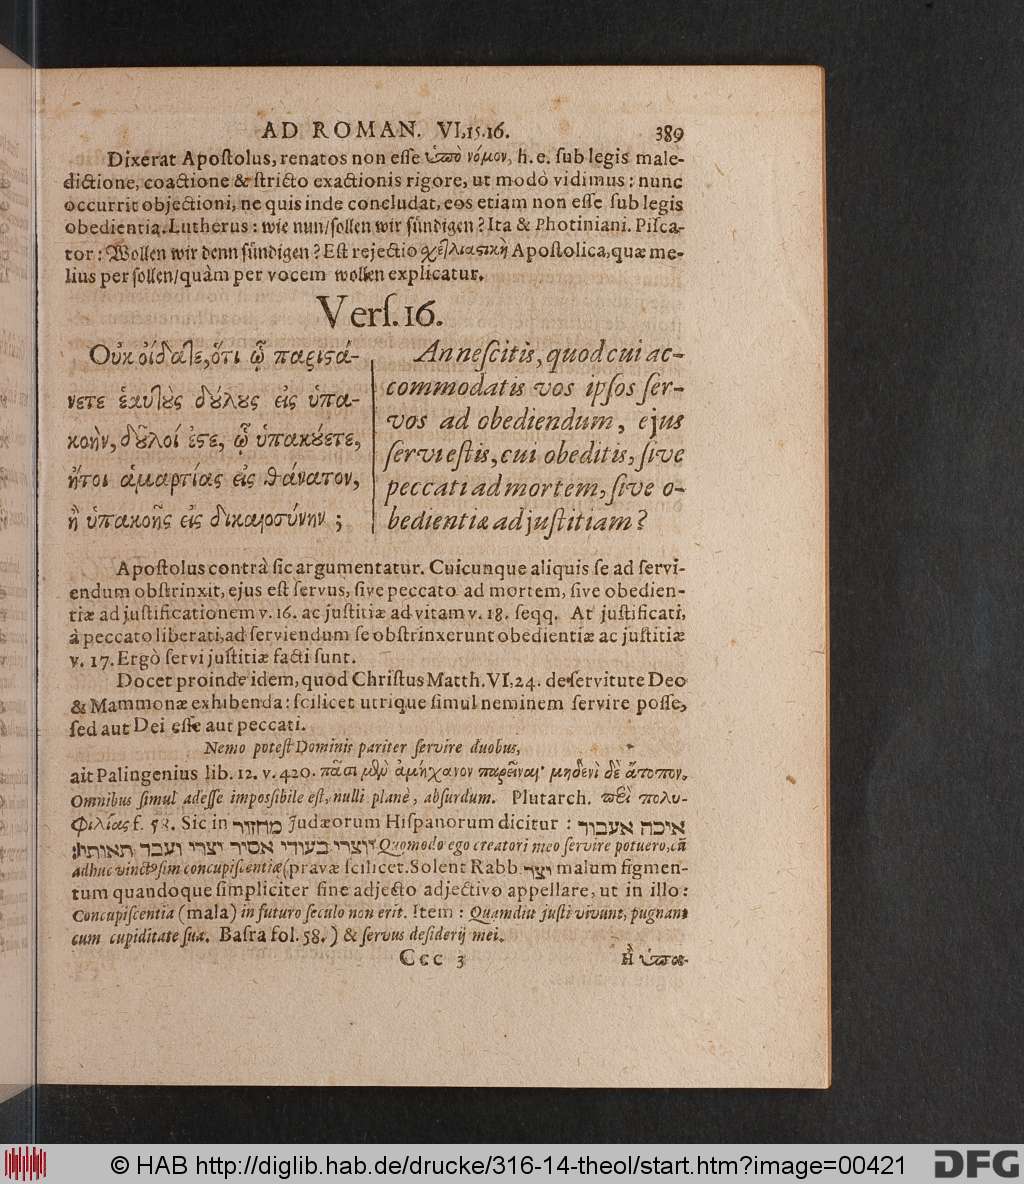 AD ROMAN. VI,15.16. 389
Dixerat Apoſtolus, renatos non eſſe ὑπὸ νόμον, h. e. ſub legis male-
dictione, coactione & ſtricto exactionis rigore, ut modò vidimus: nunc
occurrit objectioni, ne quis inde concludat, eos etiam non eſſe ſub legis
obedientia. Lutherus: wie nun/ſollen wir ſündigen? Ita & Photiniani. Piſca-
tor: Wollen wir denn ſündigen? Eſt rejectio Apoſtolica, quæ me-
lius per ſollen/quàm per vocem wollen explicatur.
Verſ. 16.
Οὐκ οἴδατε, ὅτι ᾧ παριςά-
νετε ἑαυτοὺς δούλους εἰς ὑπα-
κοὴν, δοῦλοί ἐςε, ᾧ ὑπακούετε,
ἤτοι ἁμαρτίας εἰς θάνατον,
ἢ ὑπακοῆς εἰς δικαιοσύνην ;
An neſcitis, quod cui ac-
commodatis vos ipſos ſer-
vos ad obediendum, ejus
ſervi eſtis, cui obeditis, ſive
peccati ad mortem, ſive o-
bedientiæ ad juſtitiam?
Apoſtolus contrà ſic argumentatur. Cuicunque aliquis ſe ad ſervi-
endum obſtrinxit, ejus eſt ſervus, ſive peccato ad mortem, ſive obedien-
tiæ ad juſtificationem v. 16. ac juſtitiæ ad vitam v. 18. ſeqq. At juſtificati,
à peccato liberati, ad ſerviendum ſe obſtrinxerunt obedientiæ ac juſtitiæ
v. 17. Ergò ſervi juſtitiæ facti ſunt.
Docet proinde idem, quod Chriſtus Matth. VI, 24. de ſervitute Deo
& Mammonæ exhibenda: ſcilicet utrique ſimul neminem ſervire poſſe,
ſed aut Dei eſſe aut peccati.
Nemo poteſt Dominis pariter ſervire duobus,
ait Palingenius lib. 12. v. 420. πᾶσι μὲν ἀμήχανον παρεῖναι· μηδενὶ δὲ ἄτοπον.
Omnibus ſimul adeſſe impoſsibile eſt, nulli planè, abſurdum. Plutarch. περὶ πολυ-
φιλίας f. 58. Sic in מחזור Judæorum Hiſpanorum dicitur : איכה אעבור
יוצרי בעודי אסיר יצרי ועבד תאותי׃ Quomodo ego creatori meo ſervire potuero, cũ
adhuc vinctus ſim concupiſcentiæ (pravæ ſcilicet. Solent Rabb. יצר malum figmen-
tum quandoque ſimpliciter ſine adjecto adjectivo appellare, ut in illo:
Concupiſcentia (mala) in futuro ſeculo non erit. Item : Quamdiu juſti vivunt, pugnant
cum cupiditate ſua. Baſra fol. 58. ) & ſervus deſiderij mei.
Ccc 3 Ἢ ὑπα-
© HAB http://diglib.hab.de/drucke/316-14-theol/start.htm?image=00421 DFG